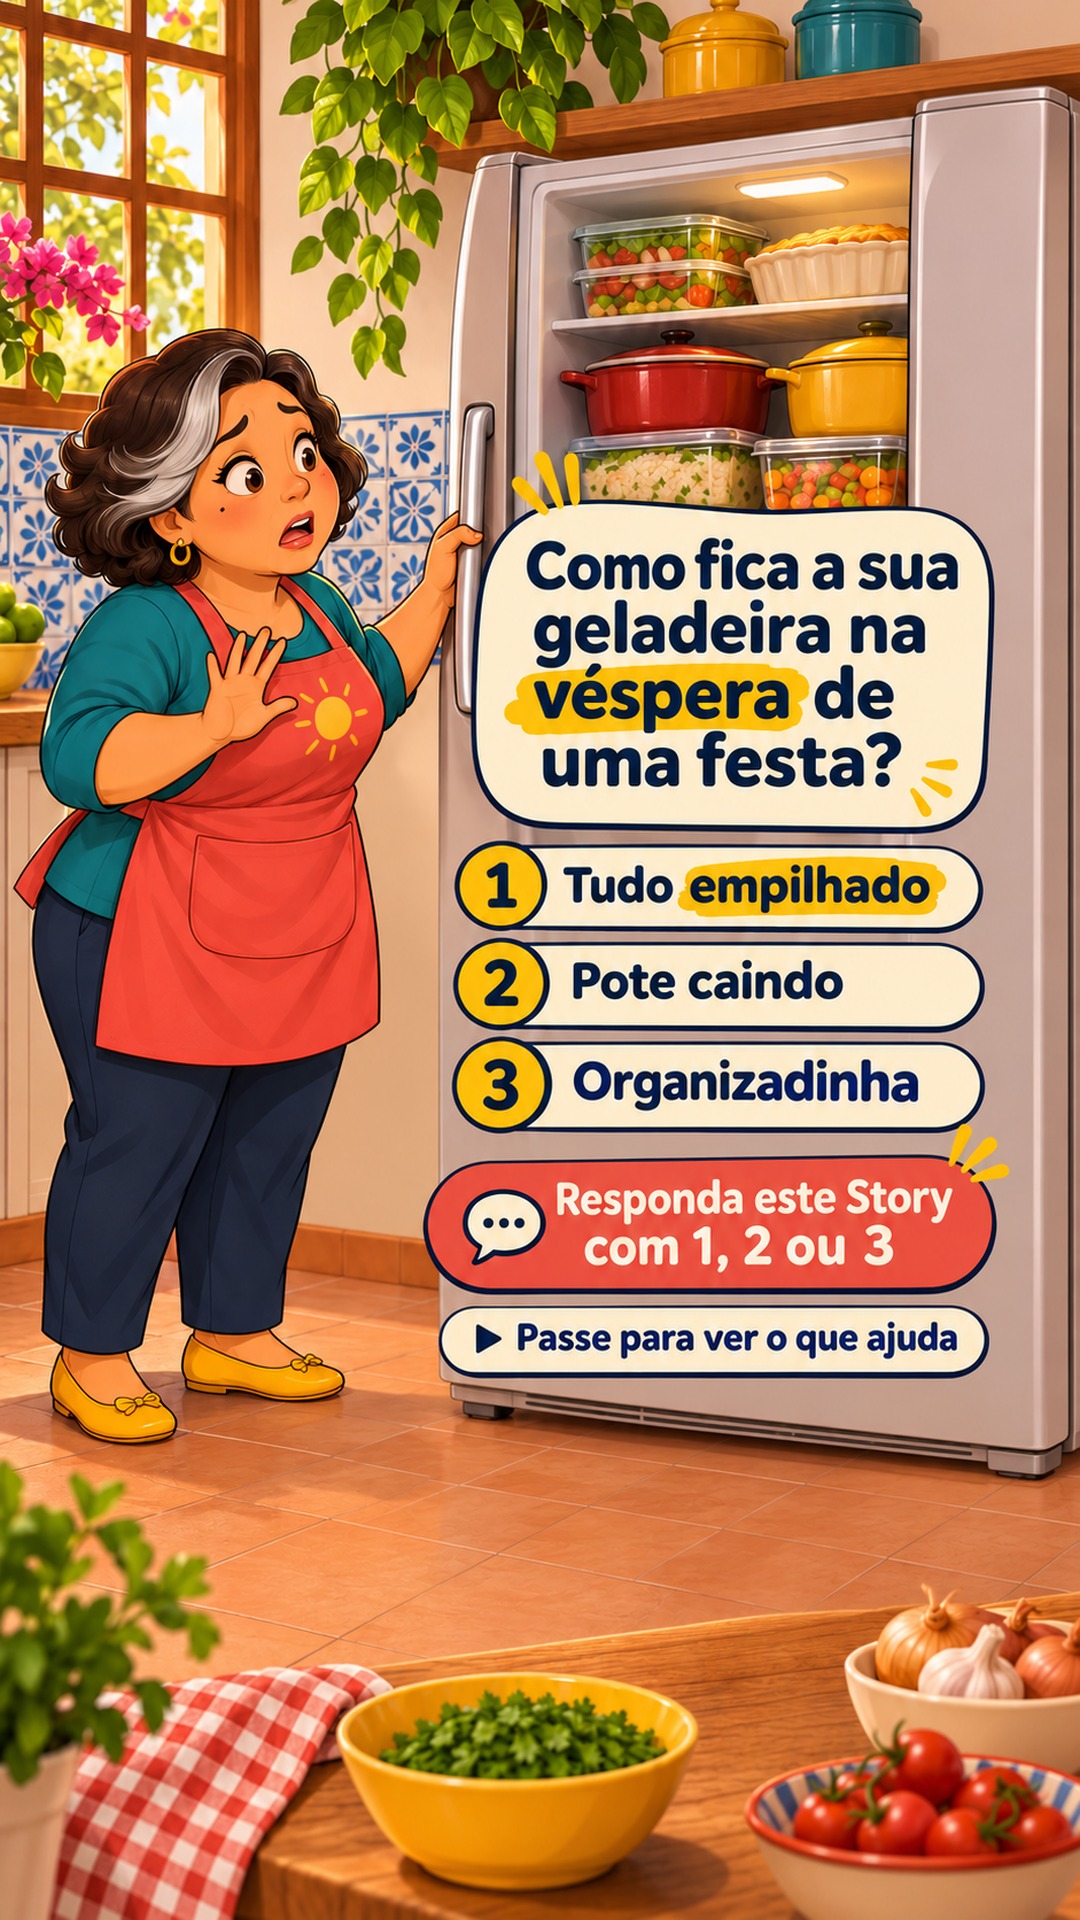 Como fica a sua
geladeira na
véspera de
uma festa?
1 Tudo empilhado
2 Pote caindo
3 Organizadinha
Responda este Story
com 1, 2 ou 3
Passe para ver o que ajuda